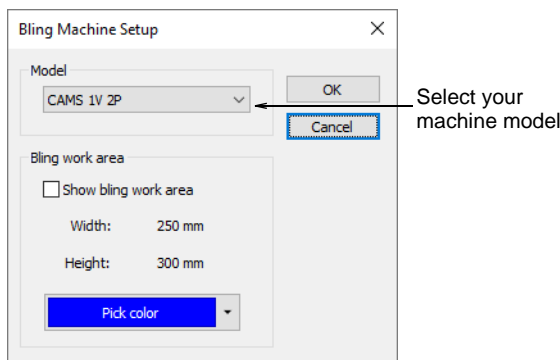 Bling Machine Setup
Model
CAMS 1V 2P
OK
Cancel
Select your
machine model
Bling work area
Show bling work area
Width: 250 mm
Height: 300 mm
Pick color